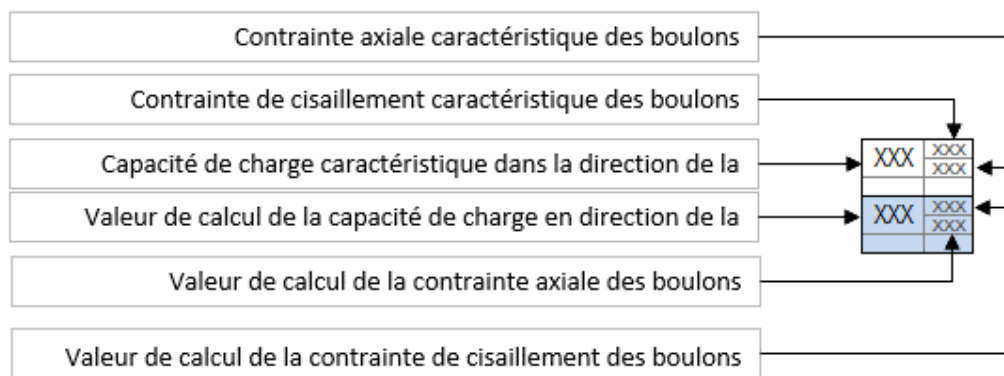 Contrainte axiale caractéristique des boulons
Contrainte de cisaillement caractéristique des boulons
Capacité de charge caractéristique dans la direction de la
Valeur de calcul de la capacité de charge en direction de la
Valeur de calcul de la contrainte axiale des boulons
Valeur de calcul de la contrainte de cisaillement des boulons
XXX XXX
XXX
XXX XXX
XXX